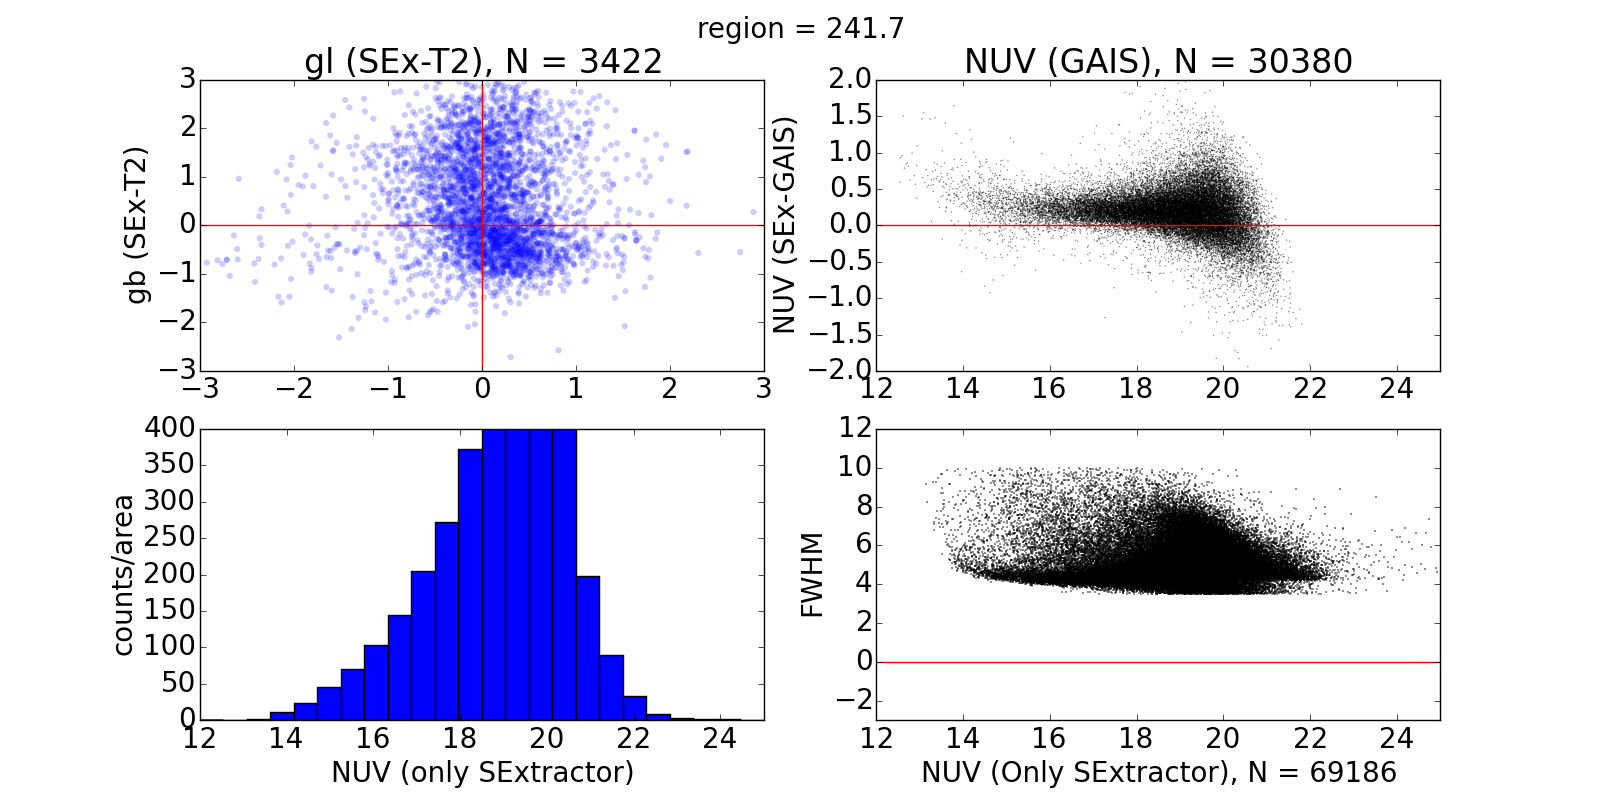 region = 241.7
gl (SEx-T2), N = 3422
NUV (GAIS), N = 30380
gb (SEx-T2)
3
2
1
0
−1
−2
−3
−3 −2 −1 0 1 2 3
NUV (SEx-GAIS)
2.0
1.5
1.0
0.5
0.0
−0.5
−1.0
−1.5
−2.0
12 14 16 18 20 22 24
counts/area
400
350
300
250
200
150
100
50
0
12 14 16 18 20 22 24
NUV (only SExtractor)
FWHM
12
10
8
6
4
2
0
−2
12 14 16 18 20 22 24
NUV (Only SExtractor), N = 69186